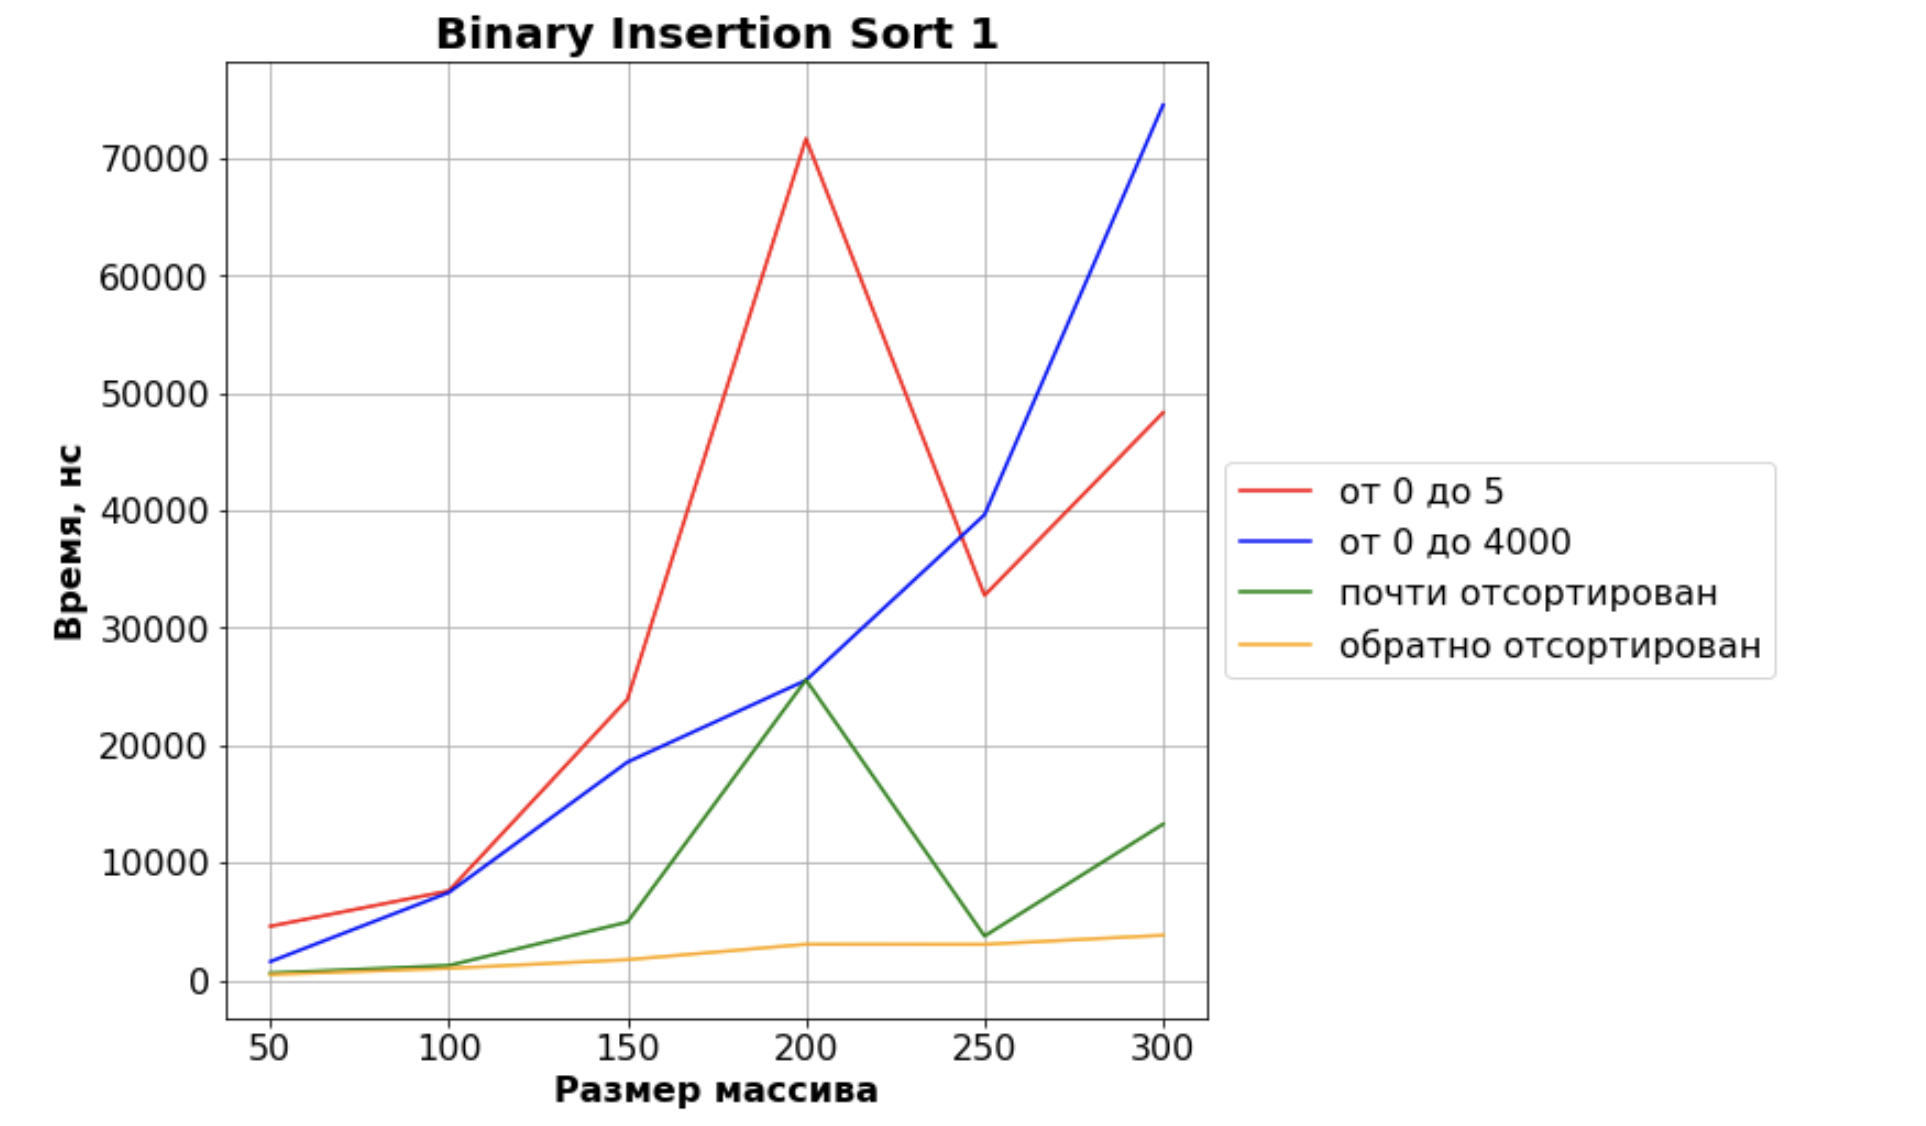 Binary Insertion Sort 1
Время, нс
70000
60000
50000
40000
30000
20000
10000
0
50 100 150 200 250 300
Размер массива
от 0 до 5
от 0 до 4000
почти отсортирован
обратно отсортирован